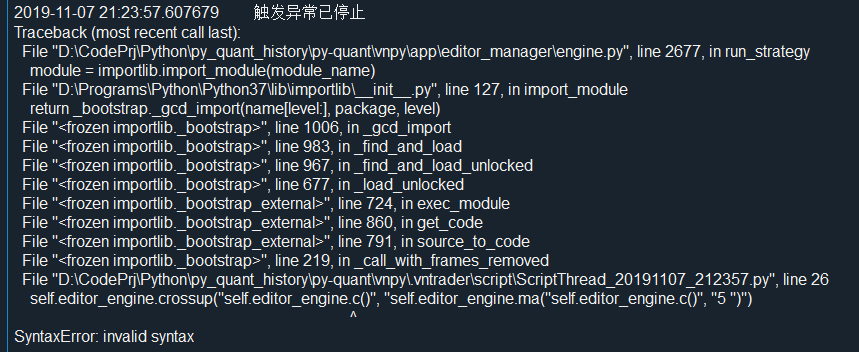 2019-11-07 21:23:57.607679 触发异常已停止
Traceback (most recent call last):
File "D:\CodePrj\Python\py_quant_history\py-quant\vnpy\app\editor_manager\engine.py", line 2677, in run_strategy
module = importlib.import_module(module_name)
File "D:\Programs\Python\Python37\lib\importlib\__init__.py", line 127, in import_module
return _bootstrap._gcd_import(name[level:], package, level)
File "<frozen importlib._bootstrap>", line 1006, in _gcd_import
File "<frozen importlib._bootstrap>", line 983, in _find_and_load
File "<frozen importlib._bootstrap>", line 967, in _find_and_load_unlocked
File "<frozen importlib._bootstrap>", line 677, in _load_unlocked
File "<frozen importlib._bootstrap_external>", line 724, in exec_module
File "<frozen importlib._bootstrap_external>", line 860, in get_code
File "<frozen importlib._bootstrap_external>", line 791, in source_to_code
File "<frozen importlib._bootstrap>", line 219, in _call_with_frames_removed
File "D:\CodePrj\Python\py_quant_history\py-quant\vnpy\.vntrader\script\ScriptThread_20191107_212357.py", line 26
self.editor_engine.crossup("self.editor_engine.c()", "self.editor_engine.ma("self.editor_engine.c()", "5 ")")
^
SyntaxError: invalid syntax